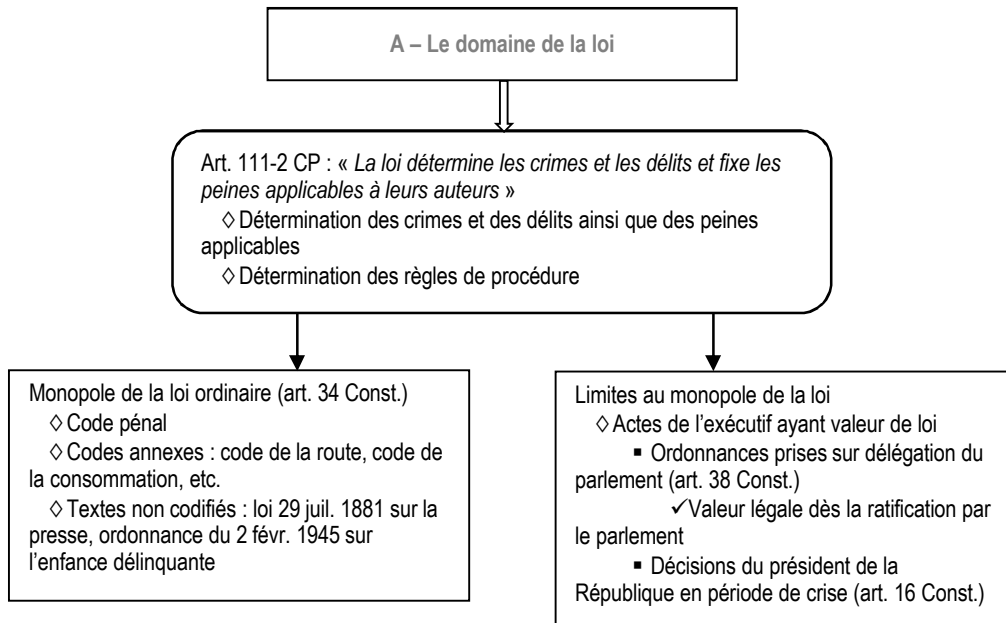 A – Le domaine de la loi
Art. 111-2 CP : « La loi détermine les crimes et les délits et fixe les
peines applicables à leurs auteurs »
◊ Détermination des crimes et des délits ainsi que des peines
applicables
◊ Détermination des règles de procédure
Monopole de la loi ordinaire (art. 34 Const.)
◊ Code pénal
◊ Codes annexes : code de la route, code de
la consommation, etc.
◊ Textes non codifiés : loi 29 juil. 1881 sur la
presse, ordonnance du 2 févr. 1945 sur
l’enfance délinquante
Limites au monopole de la loi
◊ Actes de l’exécutif ayant valeur de loi
▪ Ordonnances prises sur délégation du
parlement (art. 38 Const.)
✓Valeur légale dès la ratification par
le parlement
▪ Décisions du président de la
République en période de crise (art. 16 Const.)